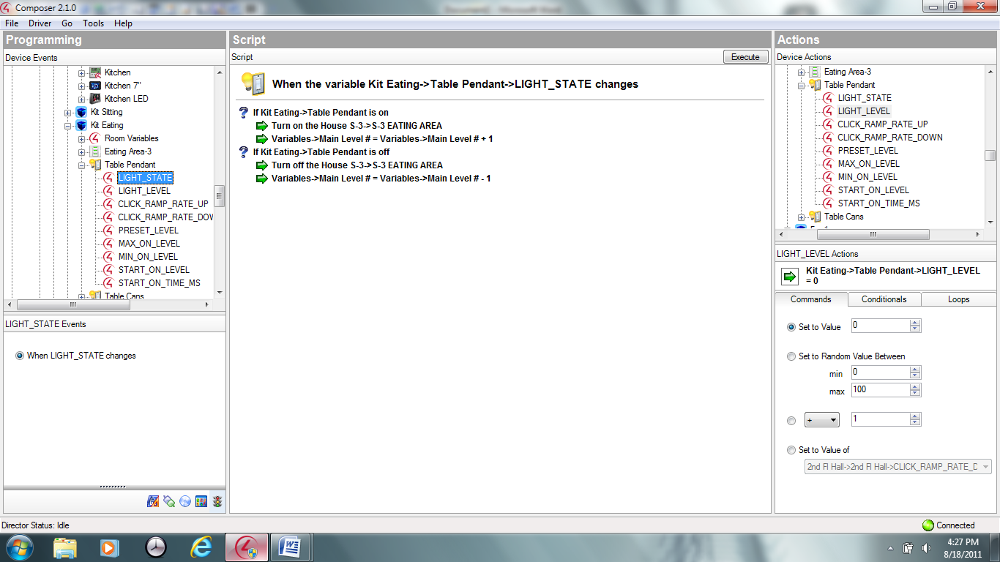 Composer 2.1.0
File Driver Go Tools Help
Programming
Device Events
Kitchen
Kitchen 7"
Kitchen LED
Kit Sitting
Kit Eating
Room Variables
Eating Area-3
Table Pendant
LIGHT_STATE
LIGHT_LEVEL
CLICK_RAMP_RATE_UP
CLICK_RAMP_RATE_DOW
PRESET_LEVEL
MAX_ON_LEVEL
MIN_ON_LEVEL
START_ON_LEVEL
START_ON_TIME_MS
Table Cans
LIGHT_STATE Events
When LIGHT_STATE changes
Script
Script
Execute
When the variable Kit Eating->Table Pendant->LIGHT_STATE changes
If Kit Eating->Table Pendant is on
Turn on the House S-3->S-3 EATING AREA
Variables->Main Level # = Variables->Main Level # + 1
If Kit Eating->Table Pendant is off
Turn off the House S-3->S-3 EATING AREA
Variables->Main Level # = Variables->Main Level # - 1
Actions
Device Actions
Eating Area-3
Table Pendant
LIGHT_STATE
LIGHT_LEVEL
CLICK_RAMP_RATE_UP
CLICK_RAMP_RATE_DOWN
PRESET_LEVEL
MAX_ON_LEVEL
MIN_ON_LEVEL
START_ON_LEVEL
START_ON_TIME_MS
Table Cans
LIGHT_LEVEL Actions
Kit Eating->Table Pendant->LIGHT_LEVEL
= 0
Commands Conditionals Loops
Set to Value 0
Set to Random Value Between
min 0
max 100
+ 1
Set to Value of
2nd Fl Hall->2nd Fl Hall->CLICK_RAMP_RATE_D
Director Status: Idle
Connected
4:27 PM
8/18/2011